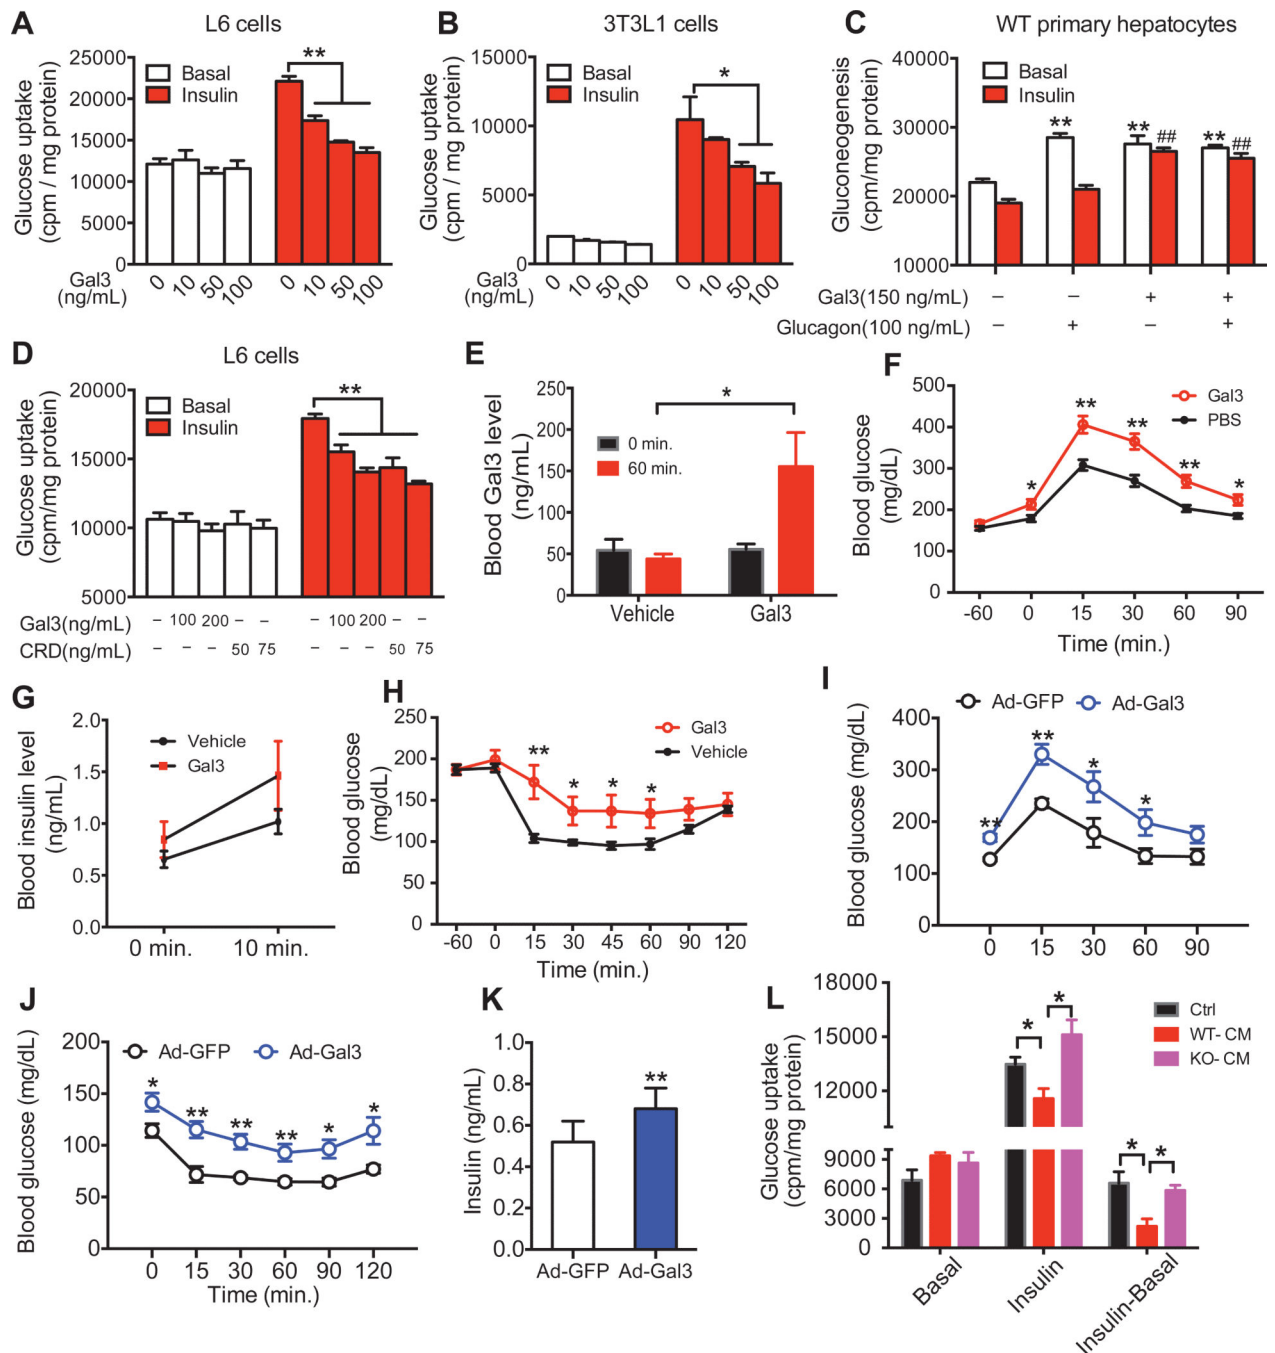 A
L6 cells
Glucose uptake
(cpm / mg protein)
25000
20000
15000
10000
5000
0
Basal
Insulin
**
Gal3
(ng/mL)
0 10 50 100 0 10 50 100
B
3T3L1 cells
Glucose uptake
(cpm / mg protein)
15000
10000
5000
0
Basal
Insulin
*
Gal3
(ng/mL)
0 10 50 100 0 10 50 100
C
WT primary hepatocytes
Gluconeogenesis
(cpm/mg protein)
40000
30000
20000
10000
Basal
Insulin
** ** ## ** ##
Gal3(150 ng/mL) – – + +
Glucagon(100 ng/mL) – + – +
D
L6 cells
Glucose uptake
(cpm/mg protein)
20000
15000
10000
5000
Basal
Insulin
**
Gal3(ng/mL) – 100 200 – – – 100 200 – –
CRD(ng/mL) – – – 50 75 – – – 50 75
E
Blood Gal3 level
(ng/mL)
250
200
150
100
50
0
0 min.
60 min.
*
Vehicle Gal3
F
Blood glucose
(mg/dL)
500
400
300
200
100
0
Gal3
PBS
* ** ** ** *
-60 0 15 30 60 90
Time (min.)
G
Blood insulin level
(ng/mL)
2.0
1.5
1.0
0.5
0.0
Vehicle
Gal3
0 min. 10 min.
H
Blood glucose
(mg/dL)
250
200
150
100
50
0
Gal3
Vehicle
** * * *
-60 0 15 30 45 60 90 120
Time (min.)
I
Ad-GFP Ad-Gal3
Blood glucose (mg/dL)
400
300
200
100
0
** ** * *
0 15 30 60 90
J
Blood glucose (mg/dL)
200
150
100
50
0
Ad-GFP Ad-Gal3
* ** ** ** * *
0 15 30 60 90 120
Time (min.)
K
Insulin (ng/mL)
1.0
0.8
0.6
0.4
0.2
0.0
**
Ad-GFP Ad-Gal3
L
Glucose uptake
(cpm/mg protein)
18000
15000
12000
9000
6000
3000
0
Ctrl
WT- CM
KO- CM
* * * *
Basal Insulin Insulin-Basal